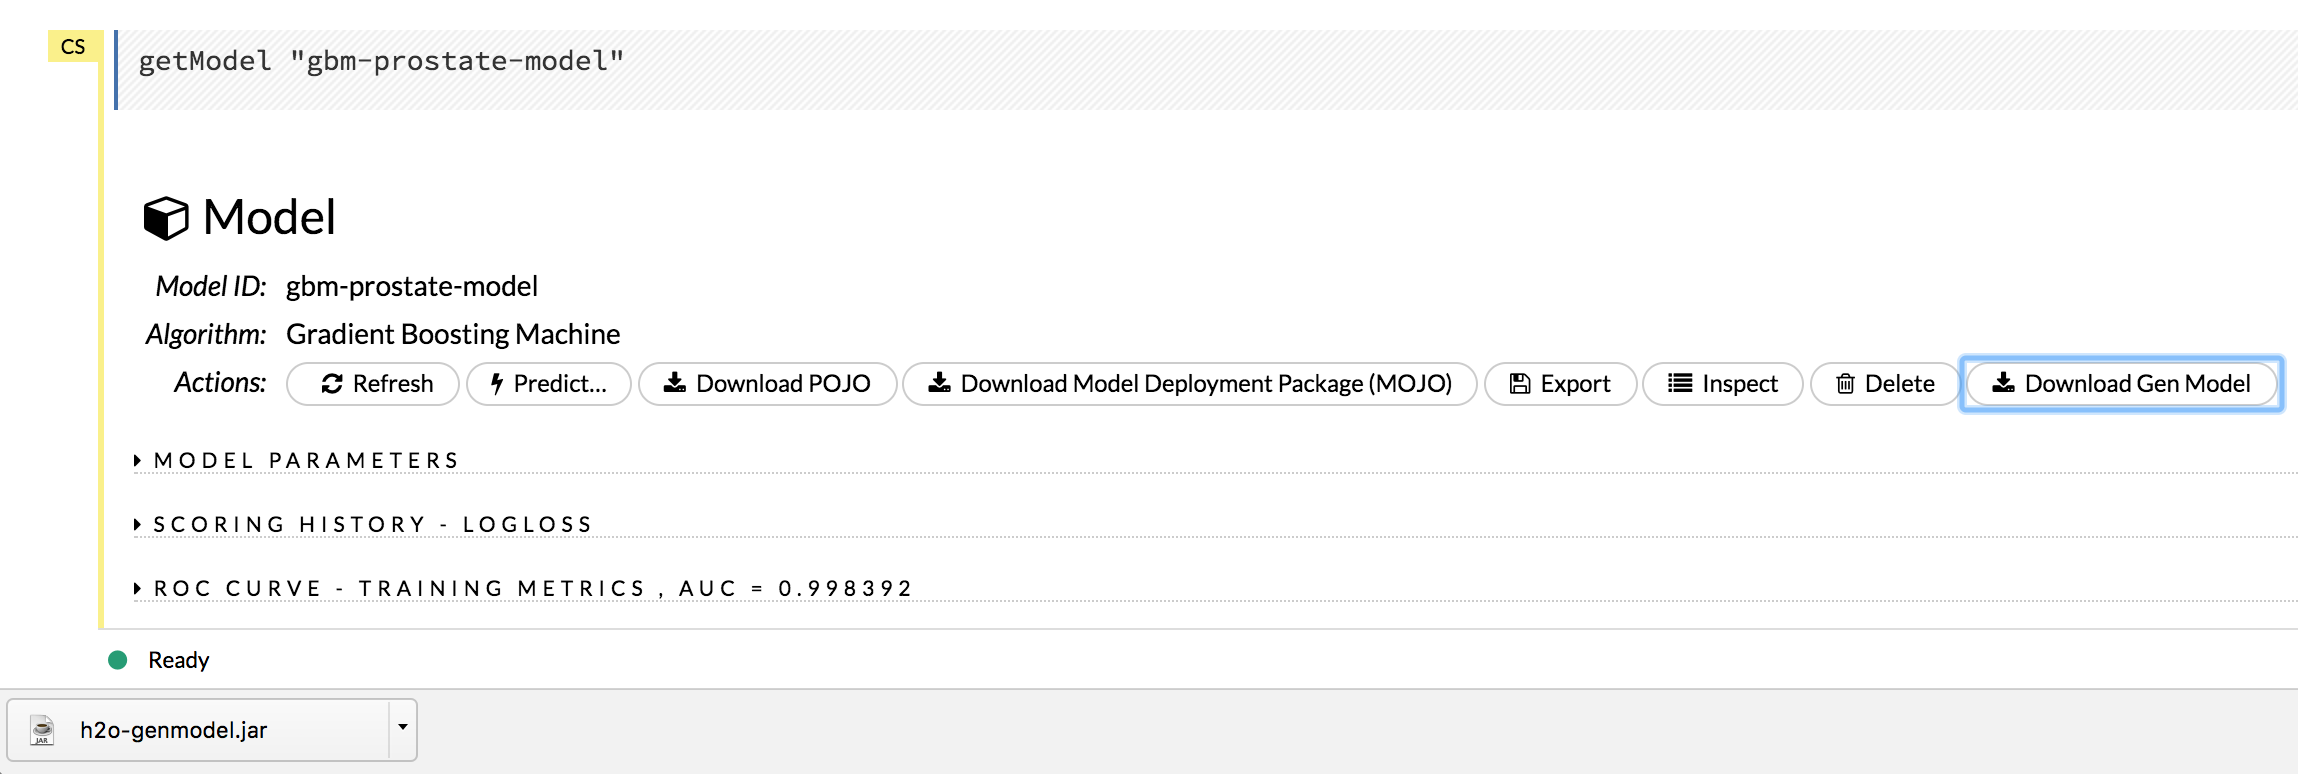 CS
getModel "gbm-prostate-model"
Model
Model ID: gbm-prostate-model
Algorithm: Gradient Boosting Machine
Actions: Refresh Predict... Download POJO Download Model Deployment Package (MOJO) Export Inspect Delete Download Gen Model
MODEL PARAMETERS
SCORING HISTORY - LOGLOSS
ROC CURVE - TRAINING METRICS , AUC = 0.998392
Ready
JAR
h2o-genmodel.jar